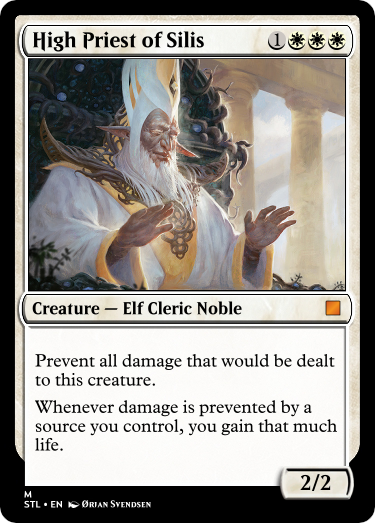 High Priest of Silis 1
Creature — Elf Cleric Noble
Prevent all damage that would be dealt
to this creature.
Whenever damage is prevented by a
source you control, you gain that much
life.
2/2
M
STL • EN Ørjan Svendsen